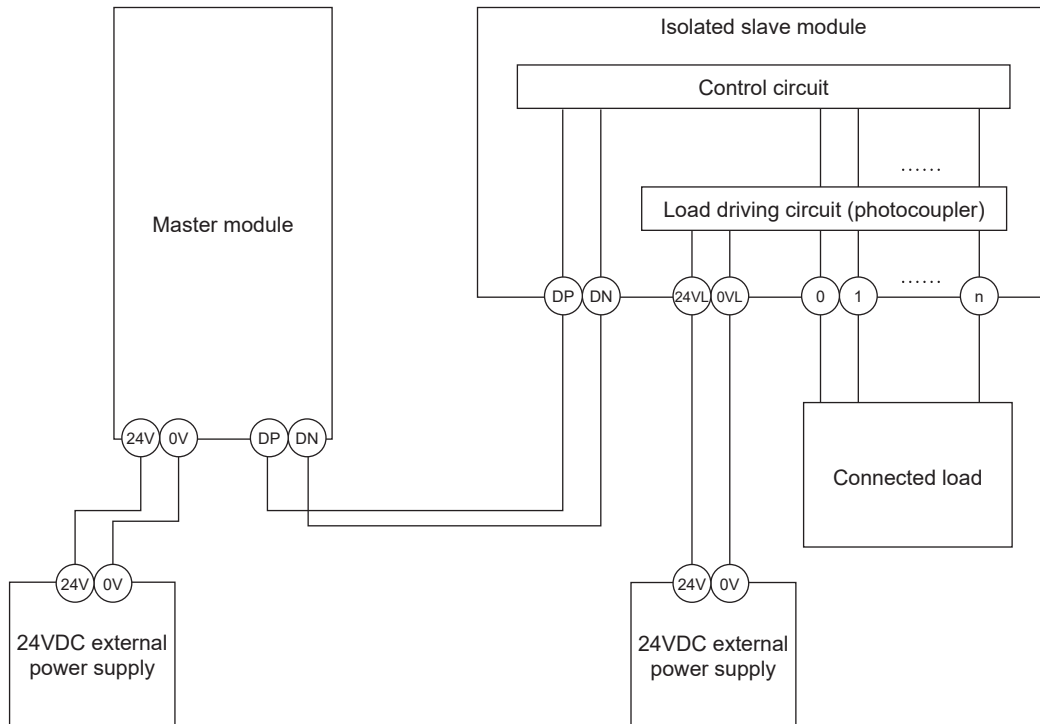 Isolated slave module
Control circuit
......
Load driving circuit (photocoupler)
Master module
DP DN 24VL 0VL 0 1 ...... n
24V 0V DP DN
Connected load
24V 0V
24VDC external
power supply
24V 0V
24VDC external
power supply